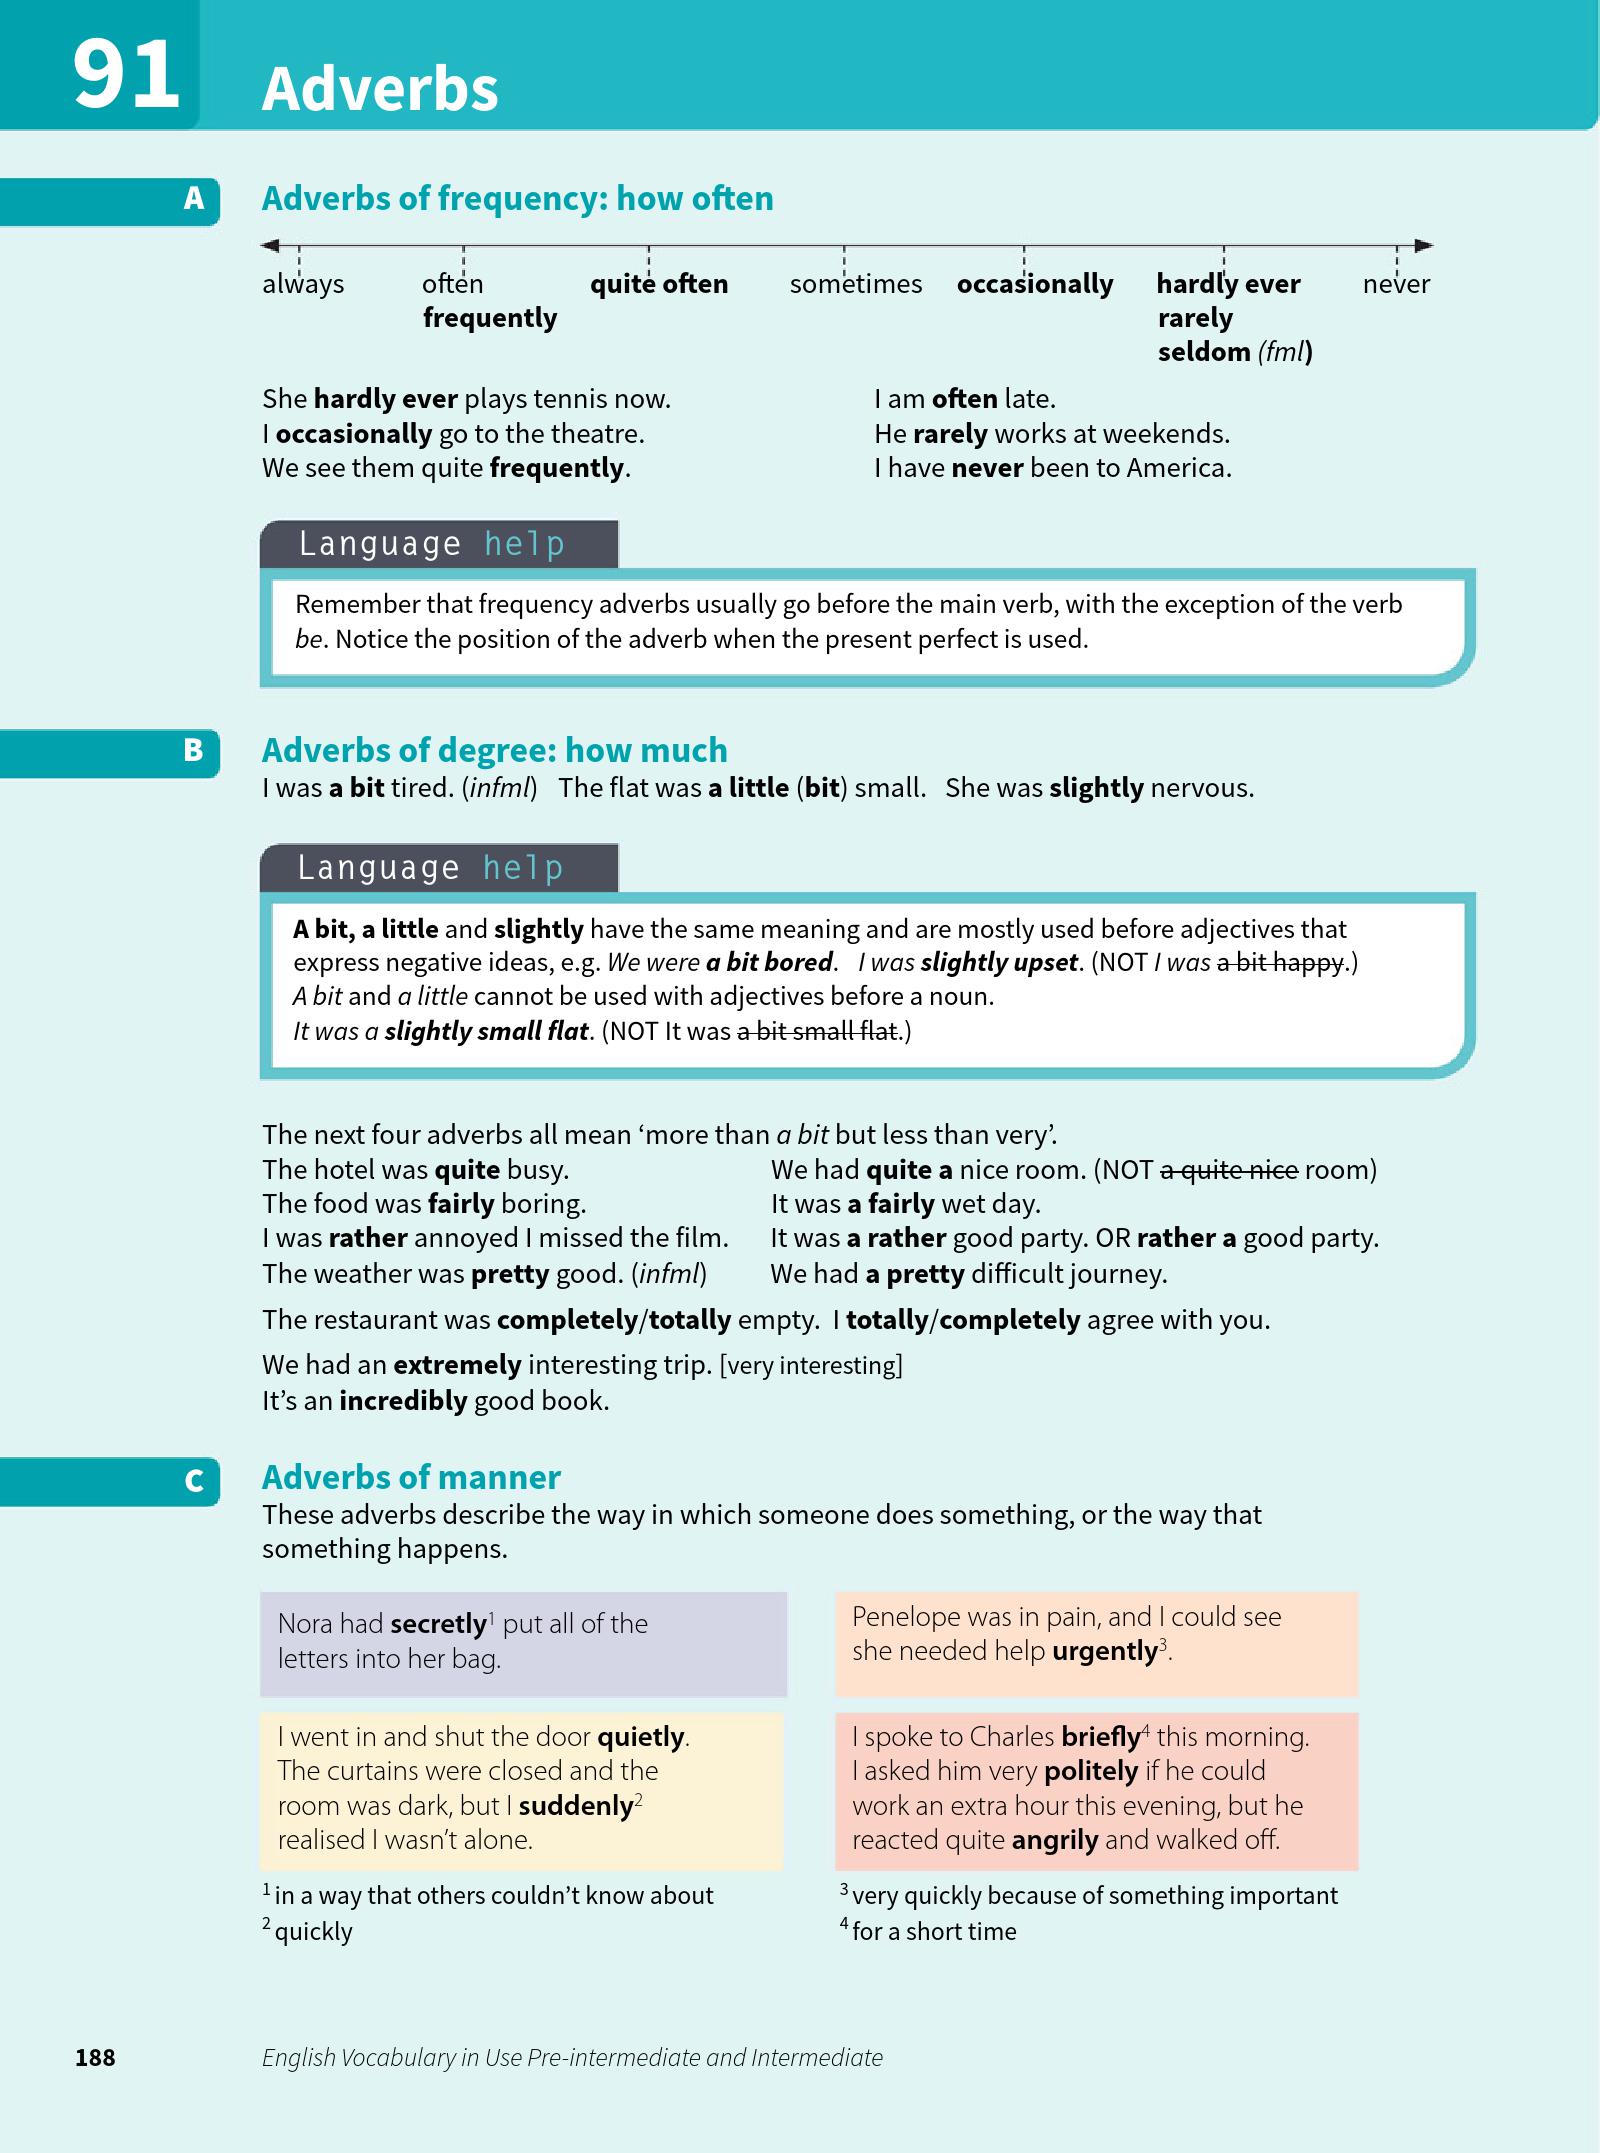 91
Adverbs
A
Adverbs of frequency: how often
always often quite often sometimes occasionally hardly ever never
frequently rarely
seldom (fml)
She hardly ever plays tennis now.
I occasionally go to the theatre.
We see them quite frequently.
I am often late.
He rarely works at weekends.
I have never been to America.
Language help
Remember that frequency adverbs usually go before the main verb, with the exception of the verb
be. Notice the position of the adverb when the present perfect is used.
B
Adverbs of degree: how much
I was a bit tired. (infml) The flat was a little (bit) small. She was slightly nervous.
Language help
A bit, a little and slightly have the same meaning and are mostly used before adjectives that
express negative ideas, e.g. We were a bit bored. I was slightly upset. (NOT I was a bit happy.)
A bit and a little cannot be used with adjectives before a noun.
It was a slightly small flat. (NOT It was a bit small flat.)
The next four adverbs all mean ‘more than a bit but less than very’.
The hotel was quite busy. We had quite a nice room. (NOT a quite nice room)
The food was fairly boring. It was a fairly wet day.
I was rather annoyed I missed the film. It was a rather good party. OR rather a good party.
The weather was pretty good. (infml) We had a pretty difficult journey.
The restaurant was completely/totally empty. I totally/completely agree with you.
We had an extremely interesting trip. [very interesting]
It’s an incredibly good book.
C
Adverbs of manner
These adverbs describe the way in which someone does something, or the way that
something happens.
Nora had secretly¹ put all of the
letters into her bag.
Penelope was in pain, and I could see
she needed help urgently³.
I went in and shut the door quietly.
The curtains were closed and the
room was dark, but I suddenly²
realised I wasn’t alone.
I spoke to Charles briefly⁴ this morning.
I asked him very politely if he could
work an extra hour this evening, but he
reacted quite angrily and walked off.
¹ in a way that others couldn’t know about
² quickly
³ very quickly because of something important
⁴ for a short time
188
English Vocabulary in Use Pre-intermediate and Intermediate